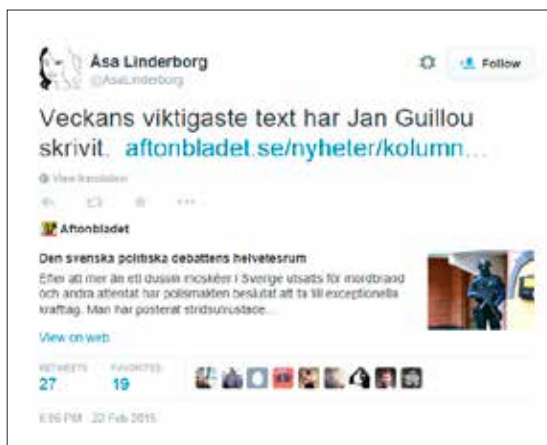 Åsa Linderborg
@AsaLinderborg
Follow
Veckans viktigaste text har Jan Guillou
skrivit. aftonbladet.se/nyheter/kolumn...
View translation
Aftonbladet
Den svenska politiska debattens helvetesrum
Efter att mer än ett dussin moskéer i Sverige utsatts för mordbrand
och andra attentat har polismakten beslutat att ta till exceptionella
krafttag. Man har posterat stridsutrustade...
View on web
RETWEETS FAVORITES
27 19
PM - 22 Feb 2015